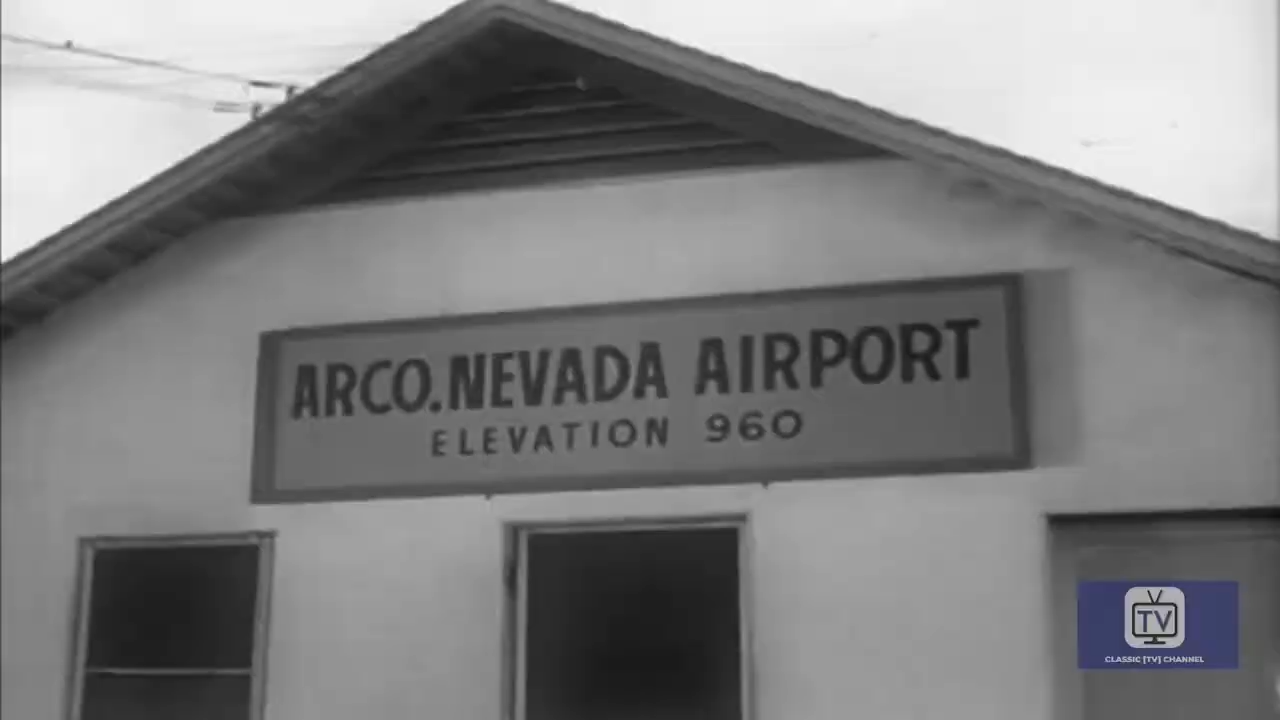 ARCO.NEVADA AIRPORT
ELEVATION 960
TV
CLASSIC [TV] CHANNEL